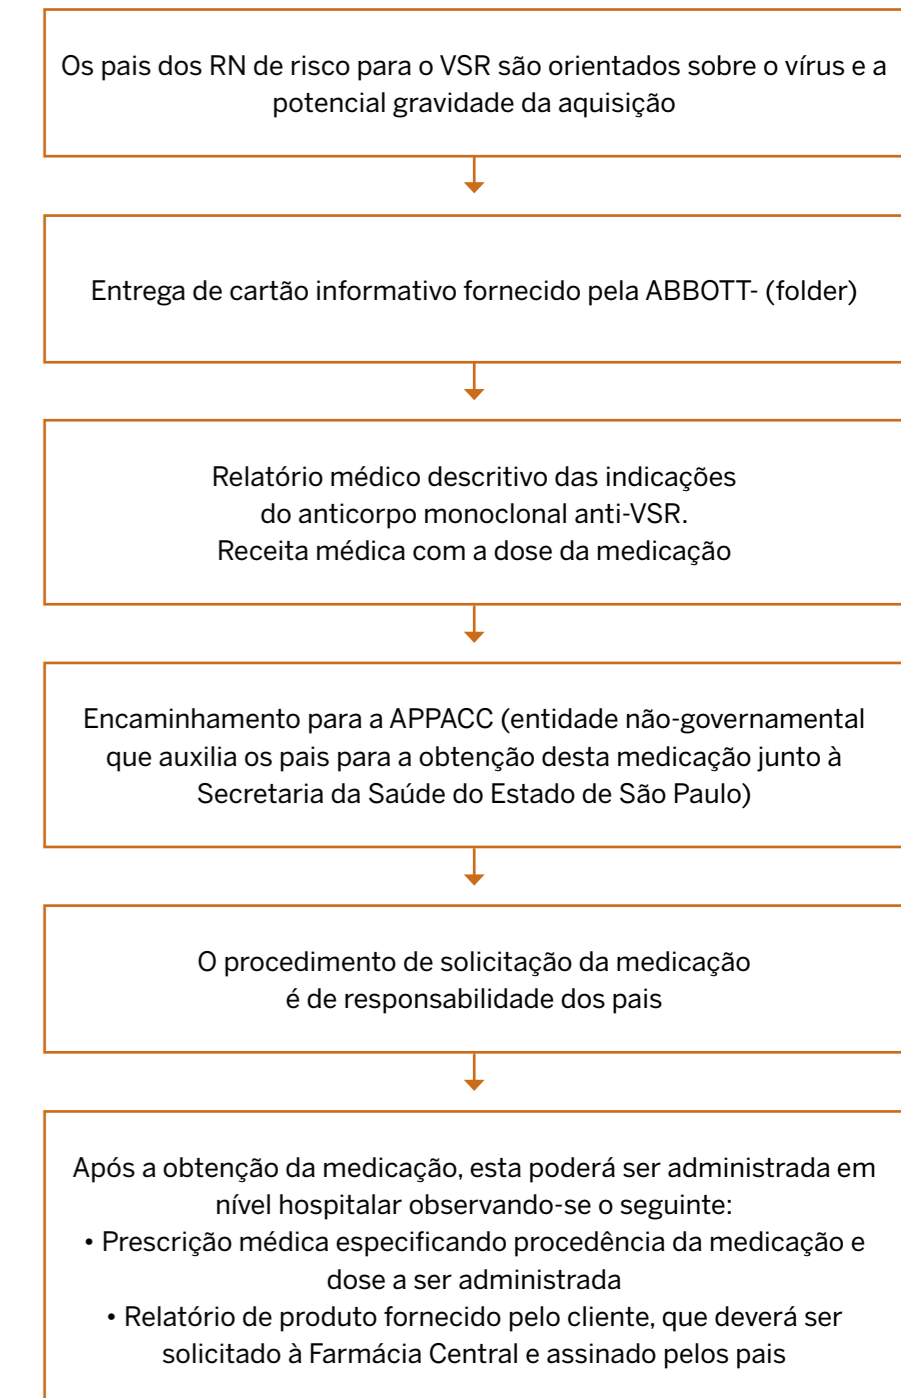 Os pais dos RN de risco para o VSR são orientados sobre o vírus e a
potencial gravidade da aquisição
Entrega de cartão informativo fornecido pela ABBOTT- (folder)
Relatório médico descritivo das indicações
do anticorpo monoclonal anti-VSR.
Receita médica com a dose da medicação
Encaminhamento para a APPACC (entidade não-governamental
que auxilia os pais para a obtenção desta medicação junto à
Secretaria da Saúde do Estado de São Paulo)
O procedimento de solicitação da medicação
é de responsabilidade dos pais
Após a obtenção da medicação, esta poderá ser administrada em
nível hospitalar observando-se o seguinte:
• Prescrição médica especificando procedência da medicação e
dose a ser administrada
• Relatório de produto fornecido pelo cliente, que deverá ser
solicitado à Farmácia Central e assinado pelos pais